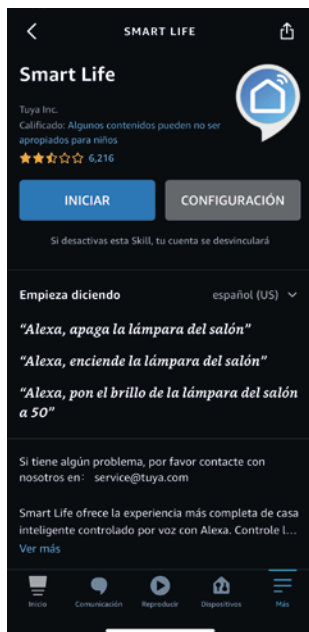 SMART LIFE
Smart Life
Tuya Inc.
Calificado: Algunos contenidos pueden no ser
apropiados para niños
6,216
INICIAR
CONFIGURACIÓN
Si desactivas esta Skill, tu cuenta se desvinculará
Empieza diciendo
español (US)
“Alexa, apaga la lámpara del salón”
“Alexa, enciende la lámpara del salón”
“Alexa, pon el brillo de la lámpara del salón
a 50”
Si tiene algún problema, por favor contacte con
nosotros en: service@tuya.com
Smart Life ofrece la experiencia más completa de casa
inteligente controlado por voz con Alexa. Controle l...
Ver más
Inicio
Comunicación
Reproducir
Dispositivos
Más